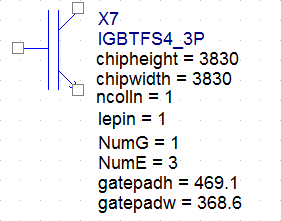 X7
IGBTFS4_3P
chipheight = 3830
chipwidth = 3830
ncolln = 1
lepin = 1
NumG = 1
NumE = 3
gatepadh = 469.1
gatepadw = 368.6